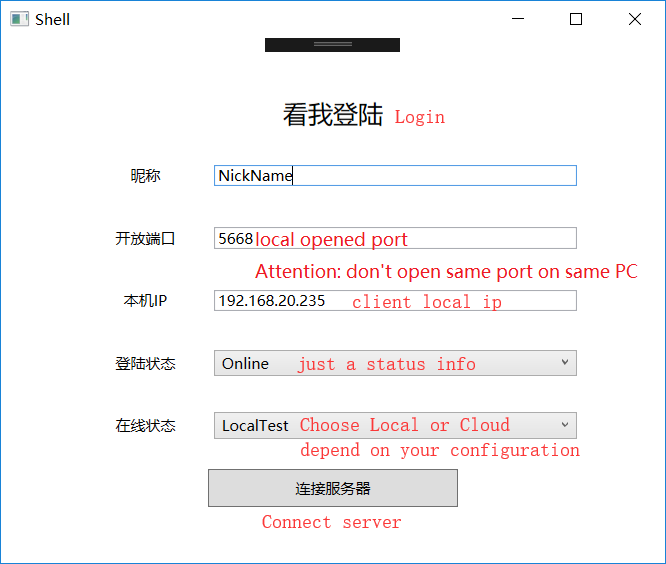 Shell
看我登陆 Login
昵称 NickName
开放端口 5668 local opened port
Attention: don't open same port on same PC
本机IP 192.168.20.235 client local ip
登陆状态 Online just a status info
在线状态 LocalTest Choose Local or Cloud
depend on your configuration
连接服务器
Connect server